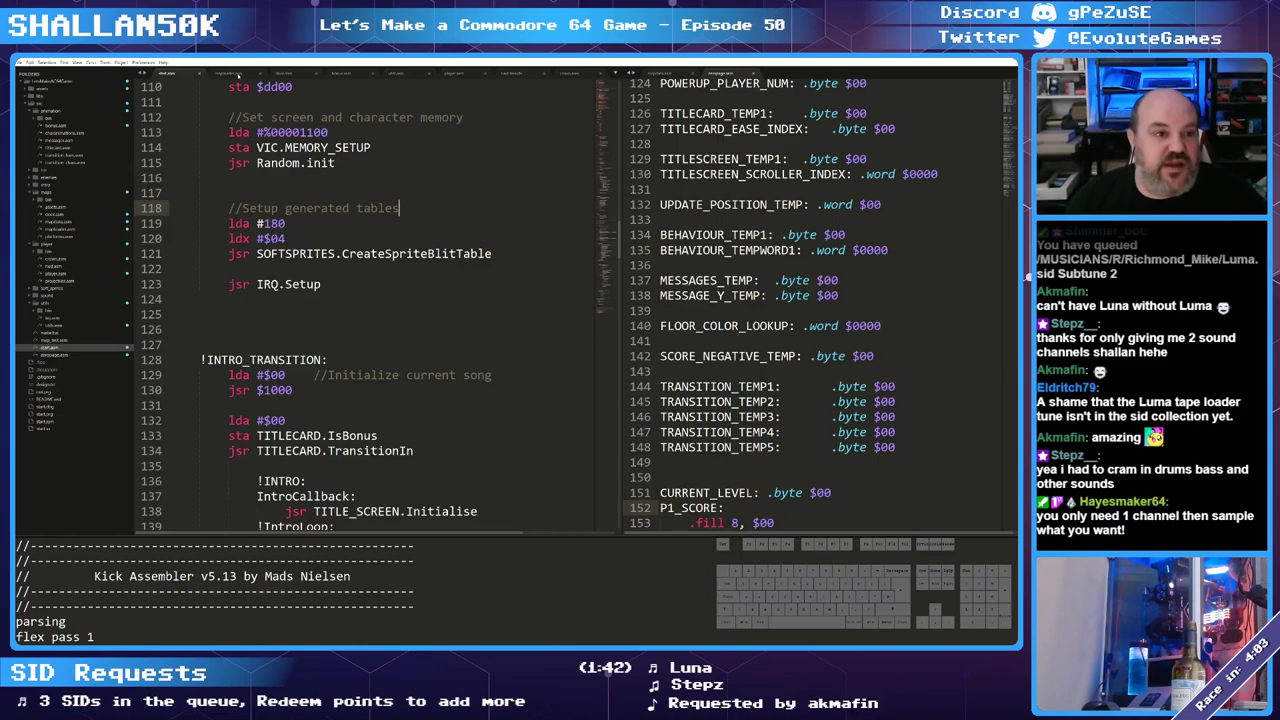 SHALLAN50K
Let's Make a Commodore 64 Game - Episode 50
Discord gPeZuSE
Twitter @EvoluteGames
FOLDERS
110 sta $dd00
111
112 //Set screen and character memory
113 lda #%00001100
114 sta VIC.MEMORY_SETUP
115 jsr Random.init
116
117
118 //Setup generated tables
119 lda #180
120 ldx #$04
121 jsr SOFTSPRITES.CreateSpriteBlitTable
122
123 jsr IRQ.Setup
124
125
126
127
128 !INTRO_TRANSITION:
129 lda #$00 //Initialize current song
130 jsr $1000
131
132 lda #$00
133 sta TITLECARD.IsBonus
134 jsr TITLECARD.TransitionIn
135
136 !INTRO:
137 IntroCallback:
138 jsr TITLE_SCREEN.Initialise
139 !IntroLoop:
124 POWERUP_PLAYER_NUM: .byte $00
125
126 TITLECARD_TEMP1: .byte $00
127 TITLECARD_EASE_INDEX: .byte $00
128
129 TITLESCREEN_TEMP1: .byte $00
130 TITLESCREEN_SCROLLER_INDEX: .word $0000
131
132 UPDATE_POSITION_TEMP: .word $00
133
134 BEHAVIOUR_TEMP1: .byte $00
135 BEHAVIOUR_TEMPWORD1: .word $00
136
137 MESSAGES_TEMP: .byte $00
138 MESSAGE_Y_TEMP: .byte $00
139
140 FLOOR_COLOR_LOOKUP: .word $0000
141
142 SCORE_NEGATIVE_TEMP: .byte $00
143
144 TRANSITION_TEMP1: .byte $00
145 TRANSITION_TEMP2: .byte $00
146 TRANSITION_TEMP3: .byte $00
147 TRANSITION_TEMP4: .byte $00
148 TRANSITION_TEMP5: .byte $00
149
150
151 CURRENT_LEVEL: .byte $00
152 P1_SCORE:
153 .fill 8, $00
//------------------------------------------------------
//------------------------------------------------------
// Kick Assembler v5.13 by Mads Nielsen
//------------------------------------------------------
//------------------------------------------------------
parsing
flex pass 1
Shimmer_bot:
You have queued
/MUSICIANS/R/Richmond_Mike/Luma.
sid Subtune 2
Akmafin:
can't have Luna without Luma
Stepz__:
thanks for only giving me 2 sound
channels shallan hehe
Akmafin:
Eldritch79:
A shame that the Luma tape loader
tune isn't in the sid collection yet.
Akmafin: amazing
Stepz__:
yea i had to cram in drums bass and
other sounds
Hayesmaker64:
you only need 1 channel then sample
what you want!
SID Requests
3 SIDs in the queue, Redeem points to add more
(1:42) Luna
Stepz
Requested by akmafin
Race in: 4:03